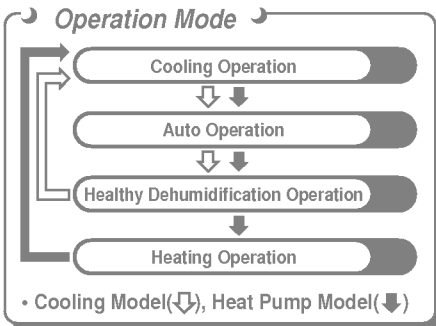 Operation Mode
Cooling Operation
Auto Operation
Healthy Dehumidification Operation
Heating Operation
• Cooling Model(⇩), Heat Pump Model(⬇)